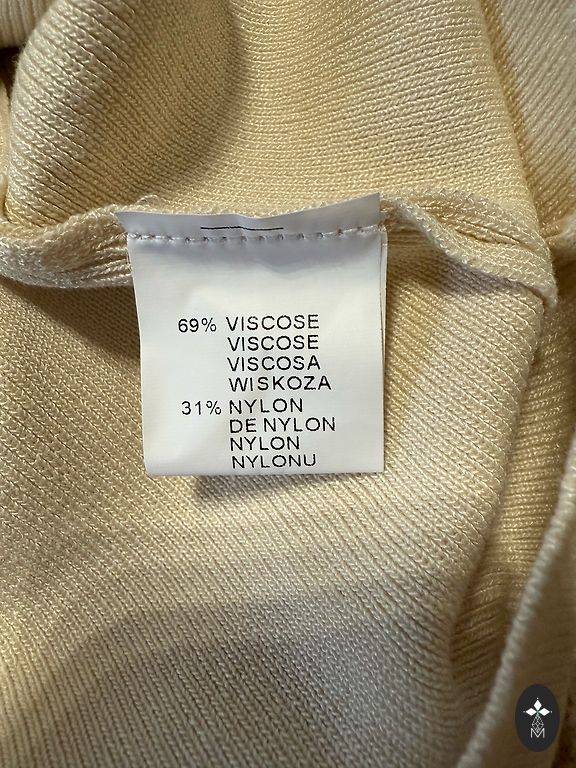 69% VISCOSE
VISCOSE
VISCOSA
WISKOZA
31% NYLON
DE NYLON
NYLON
NYLONU
M